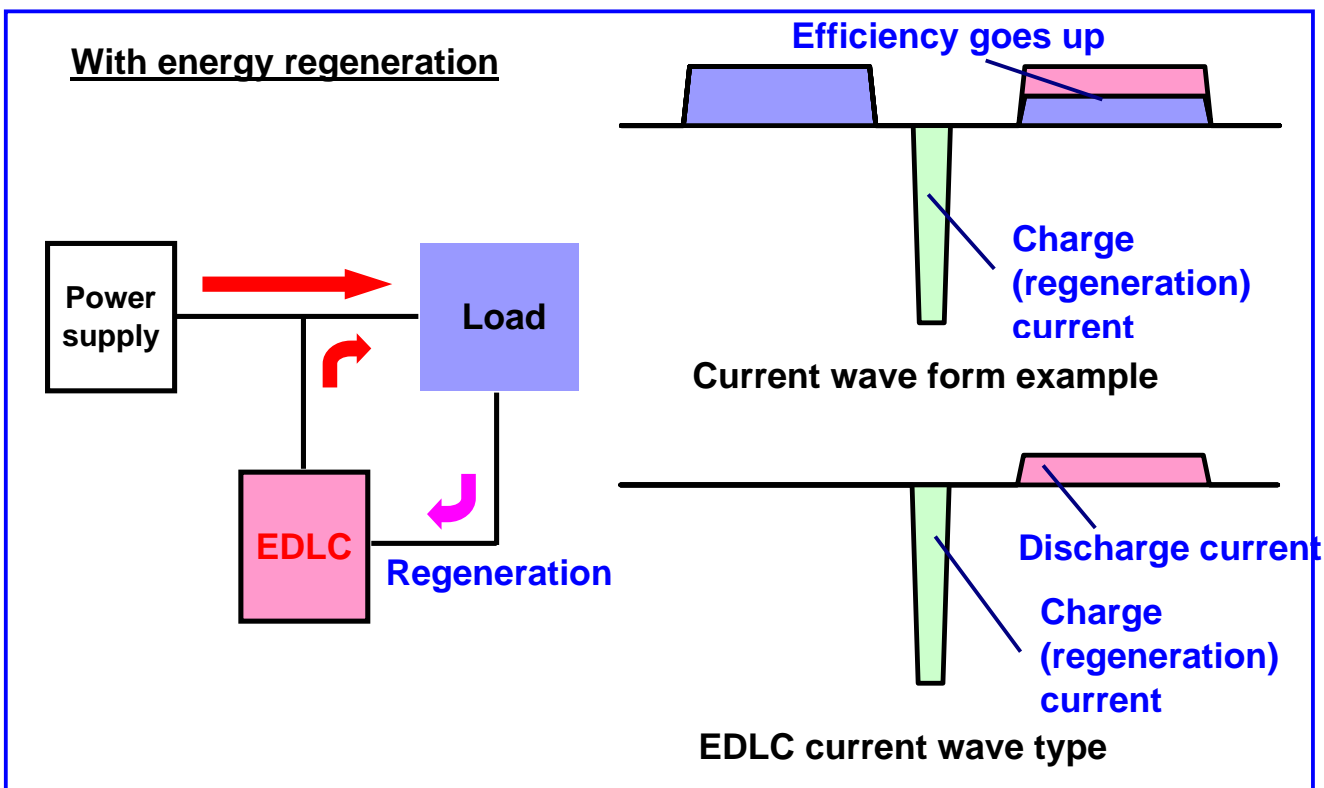 With energy regeneration
Efficiency goes up
Power
supply
Load
EDLC
Regeneration
Charge
(regeneration)
current
Current wave form example
Discharge current
Charge
(regeneration)
current
EDLC current wave type